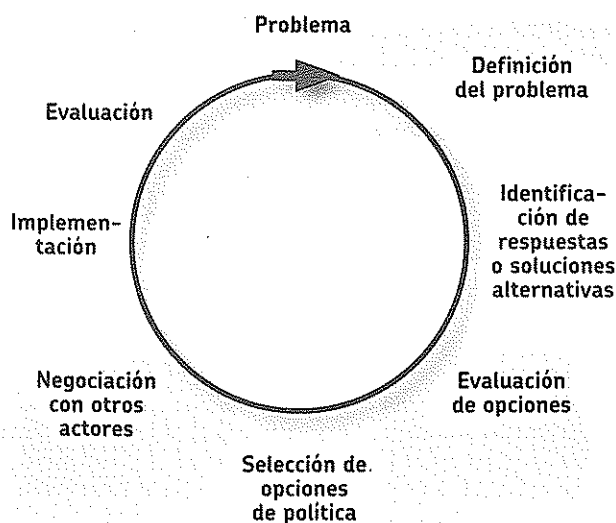 Problema
Definición
del problema
Identifica-
ción de
respuestas
o soluciones
alternativas
Evaluación
de opciones
Selección de
opciones
de política
Negociación
con otros
actores
Implemen-
tación
Evaluación